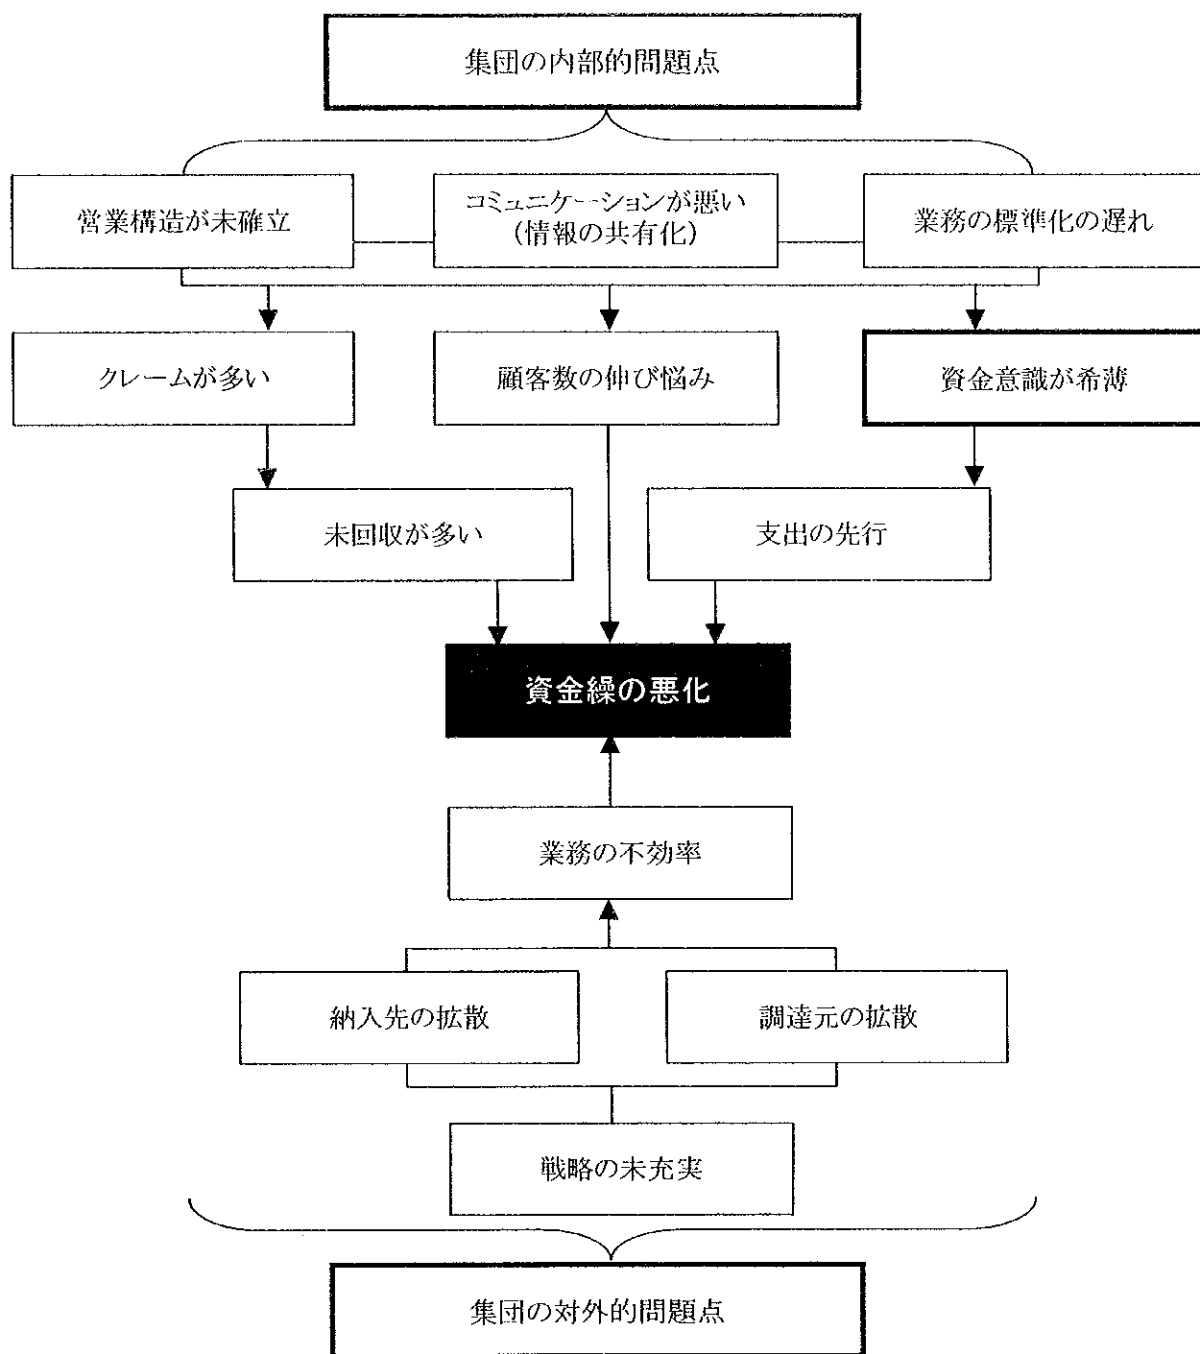 集団の内部的問題点
営業構造が未確立
コミュニケーションが悪い
(情報の共有化)
業務の標準化の遅れ
クレームが多い
顧客数の伸び悩み
資金意識が希薄
未回収が多い
支出の先行
資金繰の悪化
業務の不効率
納入先の拡散
調達元の拡散
戦略の未充実
集団の対外的問題点